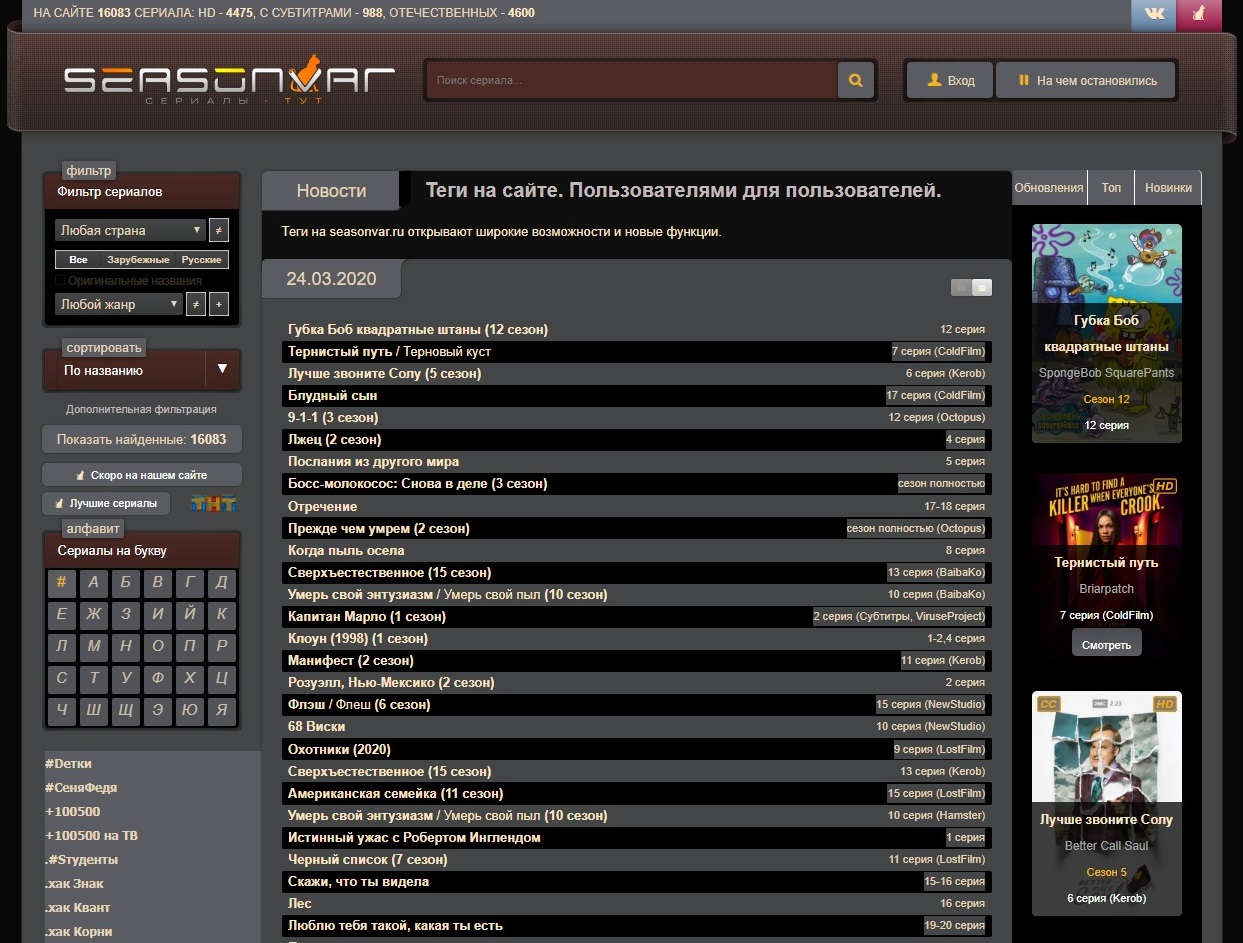 НА САЙТЕ 16083 СЕРИАЛА: HD - 4475, С СУБТИТРАМИ - 988, ОТЕЧЕСТВЕННЫХ - 4600
SEASONVAR
СЕРИАЛЫ · ТУТ
Поиск сериала...
Вход
На чем остановились
фильтр
Фильтр сериалов
Любая страна
≠
Все Зарубежные Русские
Оригинальные названия
Любой жанр
≠ +
сортировать
По названию
Дополнительная фильтрация
Показать найденные: 16083
Скоро на нашем сайте
Лучшие сериалы
ТНТ
алфавит
Сериалы на букву
# А Б В Г Д
Е Ж З И Й К
Л М Н О П Р
С Т У Ф Х Ц
Ч Ш Щ Э Ю Я
#Dетки
#СеняФедя
+100500
+100500 на ТВ
.#Sтуденты
.хак Знак
.хак Квант
.хак Корни
Новости
Теги на сайте. Пользователями для пользователей.
Теги на seasonvar.ru открывают широкие возможности и новые функции.
24.03.2020
Губка Боб квадратные штаны (12 сезон) 12 серия
Тернистый путь / Терновый куст 7 серия (ColdFilm)
Лучше звоните Солу (5 сезон) 6 серия (Kerob)
Блудный сын 17 серия (ColdFilm)
9-1-1 (3 сезон) 12 серия (Octopus)
Лжец (2 сезон) 4 серия
Послания из другого мира 5 серия
Босс-молокосос: Снова в деле (3 сезон) сезон полностью
Отречение 17-18 серия
Прежде чем умрем (2 сезон) сезон полностью (Octopus)
Когда пыль осела 8 серия
Сверхъестественное (15 сезон) 13 серия (BaibaKo)
Умерь свой энтузиазм / Умерь свой пыл (10 сезон) 10 серия (BaibaKo)
Капитан Марло (1 сезон) 2 серия (Субтитры, ViruseProject)
Клоун (1998) (1 сезон) 1-2,4 серия
Манифест (2 сезон) 11 серия (Kerob)
Розуэлл, Нью-Мексико (2 сезон) 2 серия
Флэш / Флеш (6 сезон) 15 серия (NewStudio)
68 Виски 10 серия (NewStudio)
Охотники (2020) 9 серия (LostFilm)
Сверхъестественное (15 сезон) 13 серия (Kerob)
Американская семейка (11 сезон) 15 серия (LostFilm)
Умерь свой энтузиазм / Умерь свой пыл (10 сезон) 10 серия (Hamster)
Истинный ужас с Робертом Инглендом 1 серия
Черный список (7 сезон) 11 серия (LostFilm)
Скажи, что ты видела 15-16 серия
Лес 16 серия
Люблю тебя такой, какая ты есть 19-20 серия
Обновления Топ Новинки
Губка Боб
квадратные штаны
SpongeBob SquarePants
Сезон 12
12 серия
HD
IT'S HARD TO FIND A
KILLER WHEN EVERYONE'S A
CROOK.
Тернистый путь
Briarpatch
7 серия (ColdFilm)
Смотреть
CC
AMC 2.23
HD
Лучше звоните Солу
Better Call Saul
Сезон 5
6 серия (Kerob)